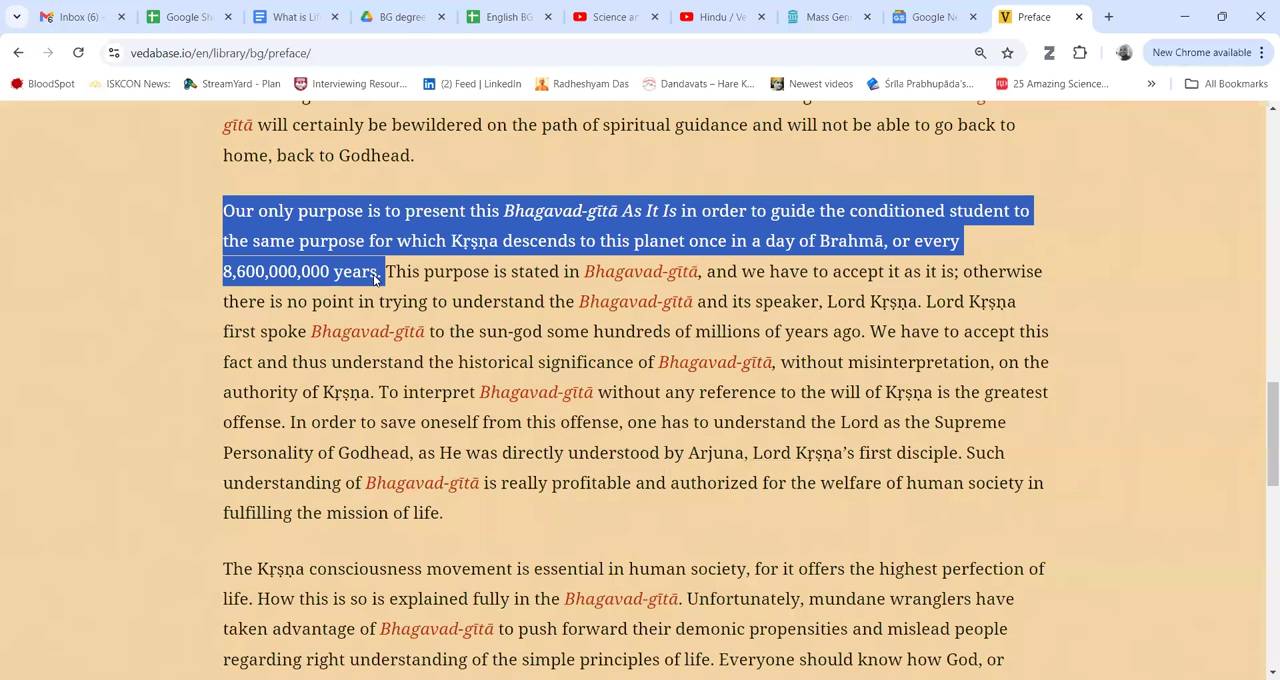 Inbox (6) -
Google Sh
What is Lif
BG degree
English BG
Science ar
Hindu / Ve
Mass Gen
Google Ne
Preface
vedabase.io/en/library/bg/preface/
New Chrome available
BloodSpot
ISKCON News:
StreamYard - Plan
Interviewing Resour...
(2) Feed | LinkedIn
Radheshyam Das
Dandavats – Hare K...
Newest videos
Śrīla Prabhupāda's...
25 Amazing Science...
»
All Bookmarks
gītā will certainly be bewildered on the path of spiritual guidance and will not be able to go back to
home, back to Godhead.
Our only purpose is to present this Bhagavad-gītā As It Is in order to guide the conditioned student to
the same purpose for which Kṛṣṇa descends to this planet once in a day of Brahmā, or every
8,600,000,000 years. This purpose is stated in Bhagavad-gītā, and we have to accept it as it is; otherwise
there is no point in trying to understand the Bhagavad-gītā and its speaker, Lord Kṛṣṇa. Lord Kṛṣṇa
first spoke Bhagavad-gītā to the sun-god some hundreds of millions of years ago. We have to accept this
fact and thus understand the historical significance of Bhagavad-gītā, without misinterpretation, on the
authority of Kṛṣṇa. To interpret Bhagavad-gītā without any reference to the will of Kṛṣṇa is the greatest
offense. In order to save oneself from this offense, one has to understand the Lord as the Supreme
Personality of Godhead, as He was directly understood by Arjuna, Lord Kṛṣṇa’s first disciple. Such
understanding of Bhagavad-gītā is really profitable and authorized for the welfare of human society in
fulfilling the mission of life.
The Kṛṣṇa consciousness movement is essential in human society, for it offers the highest perfection of
life. How this is so is explained fully in the Bhagavad-gītā. Unfortunately, mundane wranglers have
taken advantage of Bhagavad-gītā to push forward their demonic propensities and mislead people
regarding right understanding of the simple principles of life. Everyone should know how God, or